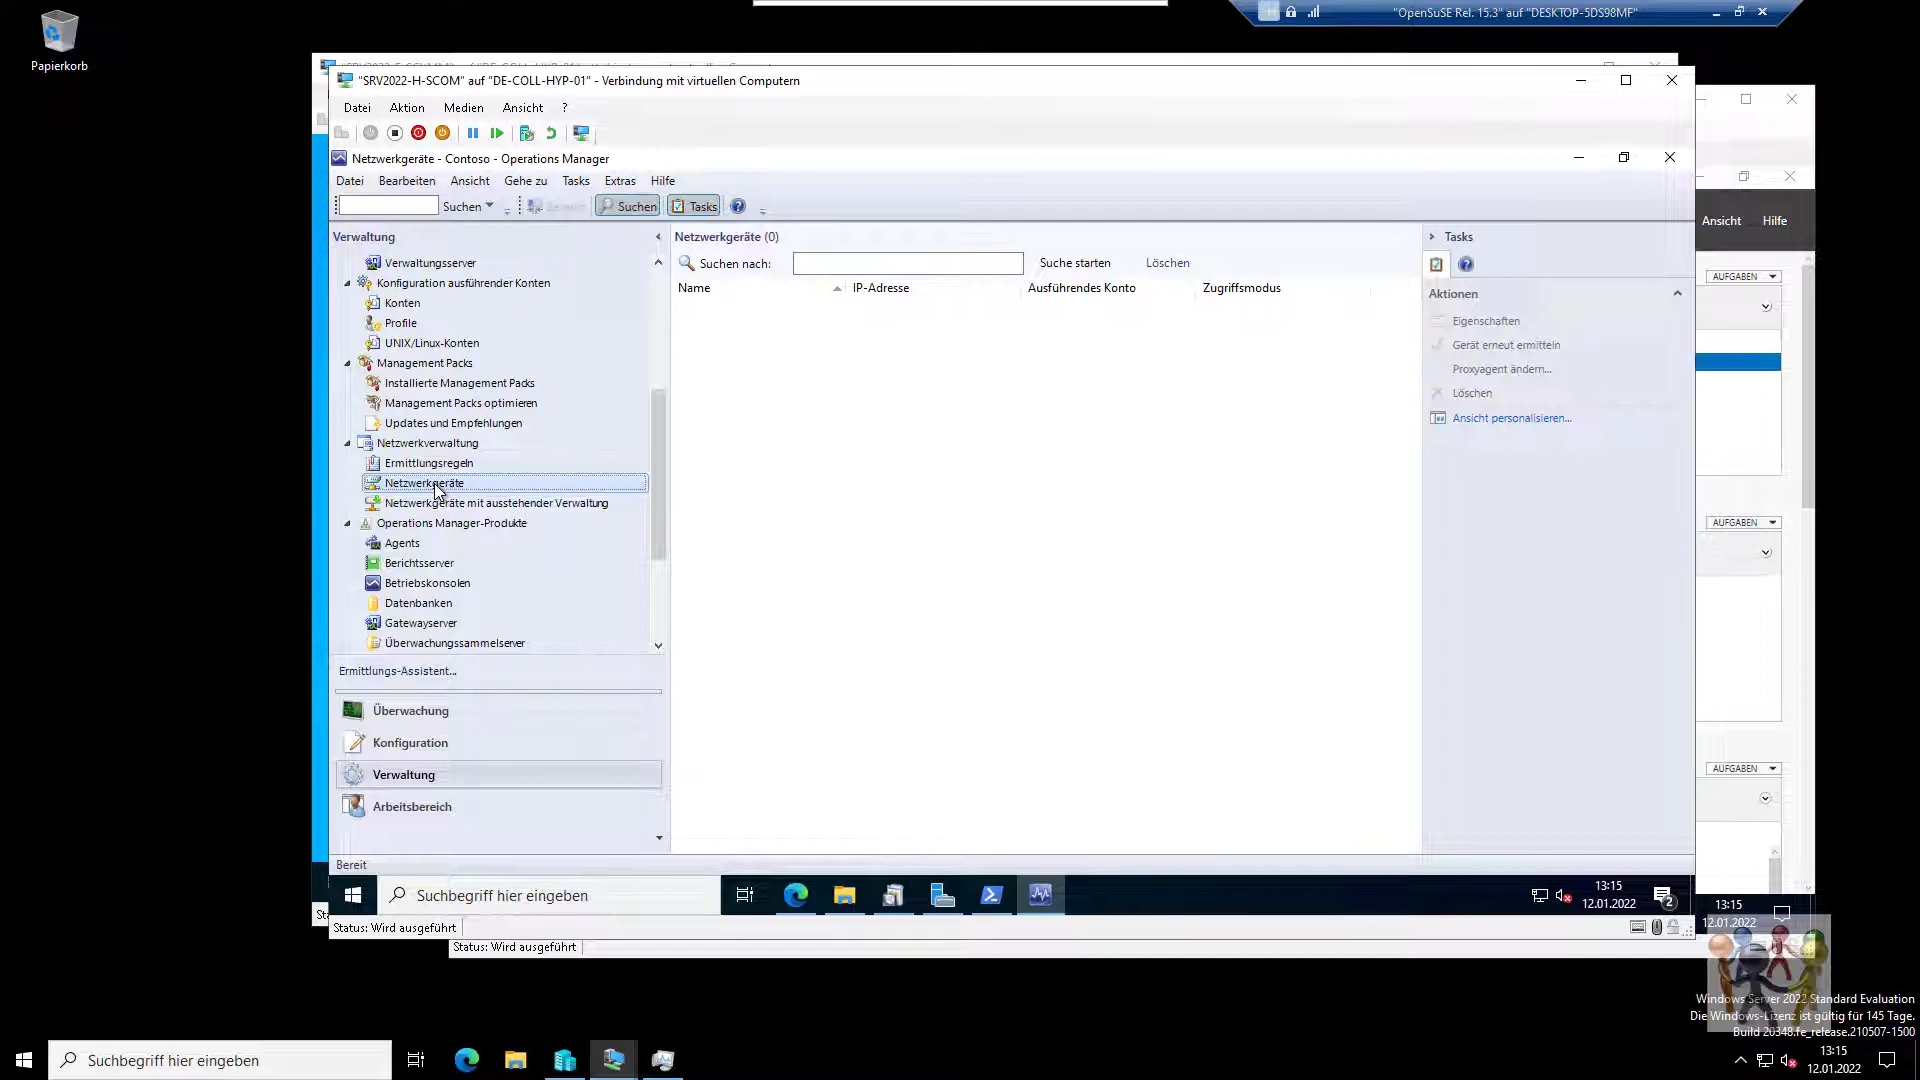 Papierkorb
"OpenSuSE Rel. 15.3" auf "DESKTOP-5DS98MF"
"SRV2022-H-SCOM" auf "DE-COLL-HYP-01" - Verbindung mit virtuellen Computern
Datei Aktion Medien Ansicht ?
Netzwerkgeräte - Contoso - Operations Manager
Datei Bearbeiten Ansicht Gehe zu Tasks Extras Hilfe
Suchen Suchen Tasks
Ansicht Hilfe
Verwaltung
Verwaltungsserver
Konfiguration ausführender Konten
Konten
Profile
UNIX/Linux-Konten
Management Packs
Installierte Management Packs
Management Packs optimieren
Updates und Empfehlungen
Netzwerkverwaltung
Ermittlungsregeln
Netzwerkgeräte
Netzwerkgeräte mit ausstehender Verwaltung
Operations Manager-Produkte
Agents
Berichtsserver
Betriebskonsolen
Datenbanken
Gatewayserver
Überwachungssammelserver
Ermittlungs-Assistent...
Überwachung
Konfiguration
Verwaltung
Arbeitsbereich
Netzwerkgeräte (0)
Suchen nach: Suche starten Löschen
Name IP-Adresse Ausführendes Konto Zugriffsmodus
Tasks
Aktionen
Eigenschaften
Gerät erneut ermitteln
Proxyagent ändern...
Löschen
Ansicht personalisieren...
AUFGABEN
AUFGABEN
AUFGABEN
Bereit
Suchbegriff hier eingeben
13:15
12.01.2022
2
Status: Wird ausgeführt
13:15
12.01.2022
Status: Wird ausgeführt
Windows Server 2022 Standard Evaluation
Die Windows-Lizenz ist gültig für 145 Tage.
Build 20348.fe_release.210507-1500
Suchbegriff hier eingeben
13:15
12.01.2022